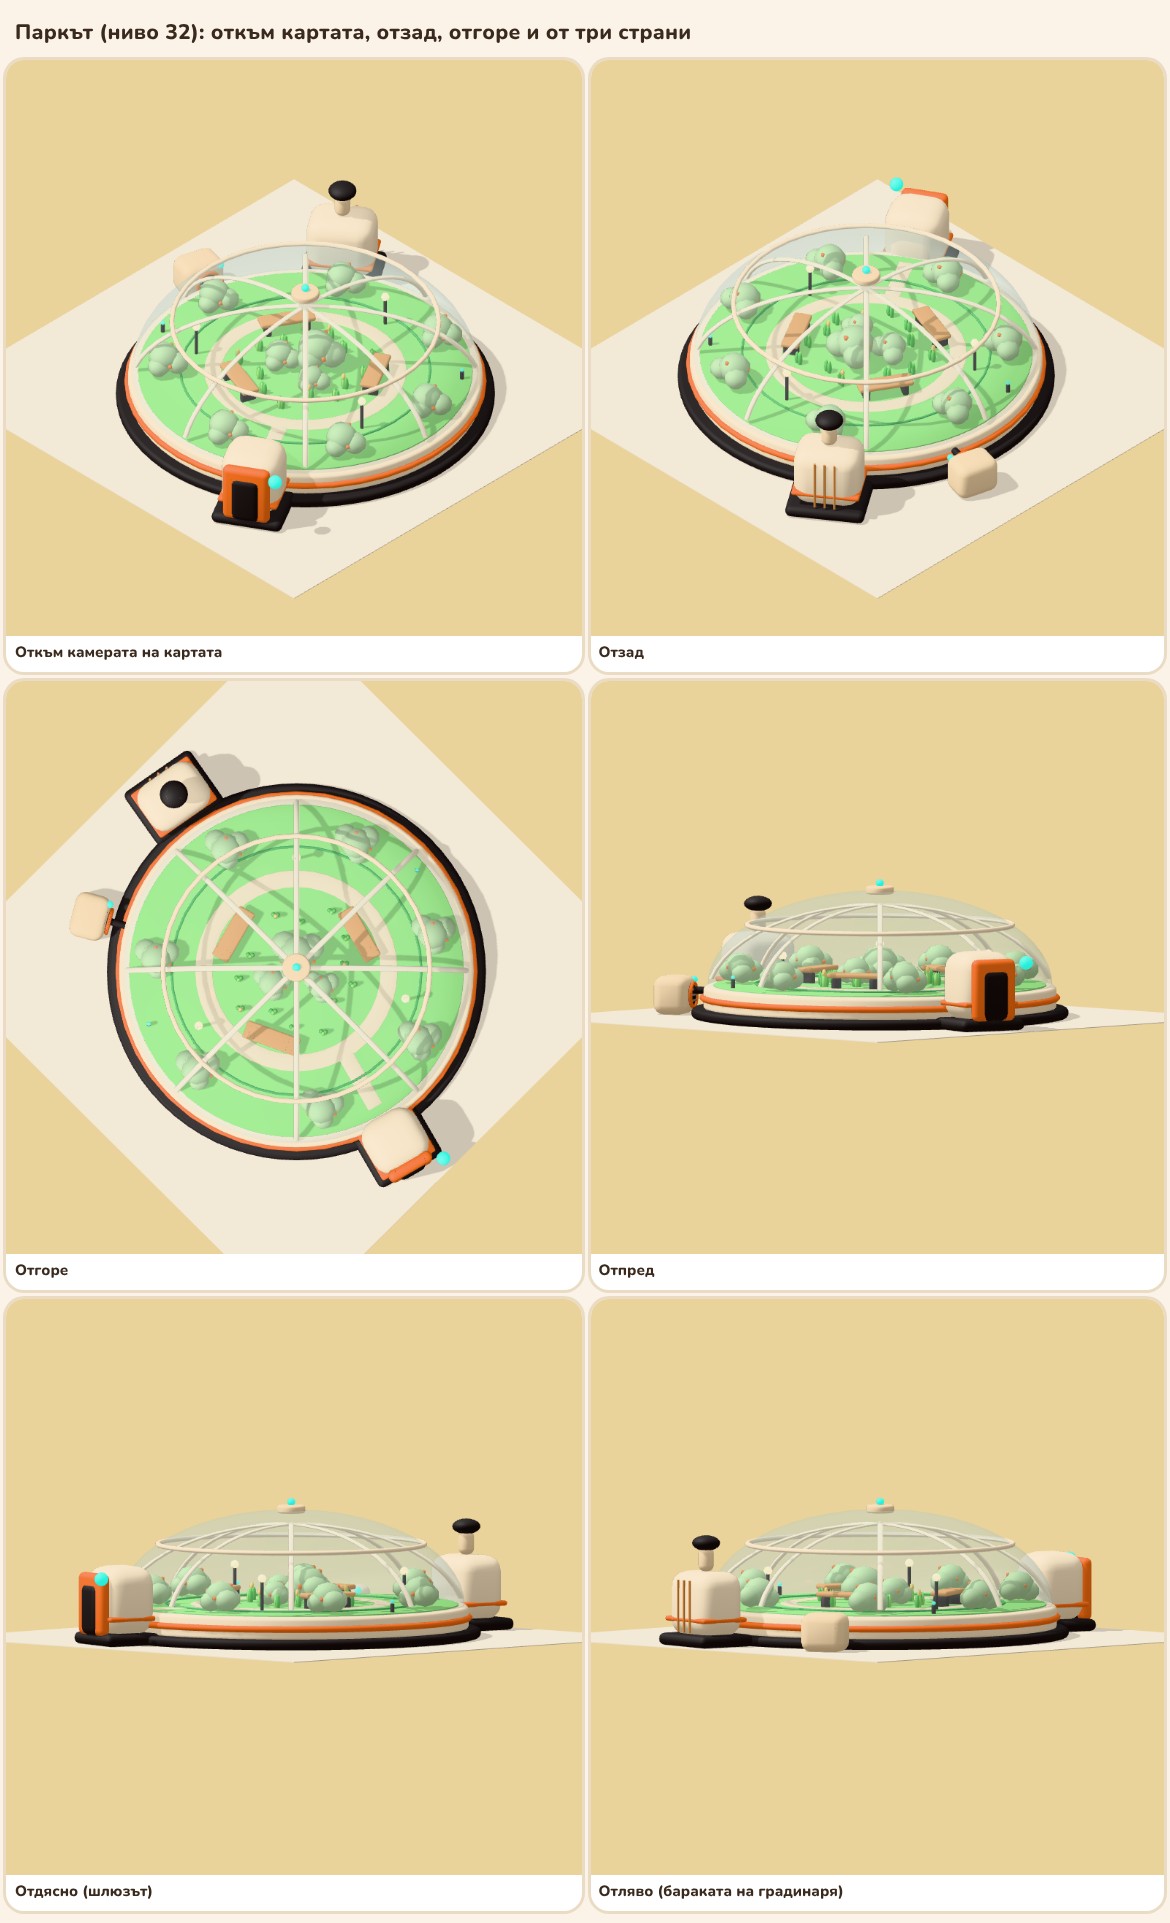 Паркът (ниво 32): откъм картата, отзад, отгоре и от три страни
Откъм камерата на картата
Отзад
Отгоре
Отпред
Отдясно (шлюзът)
Отляво (бараката на градинаря)